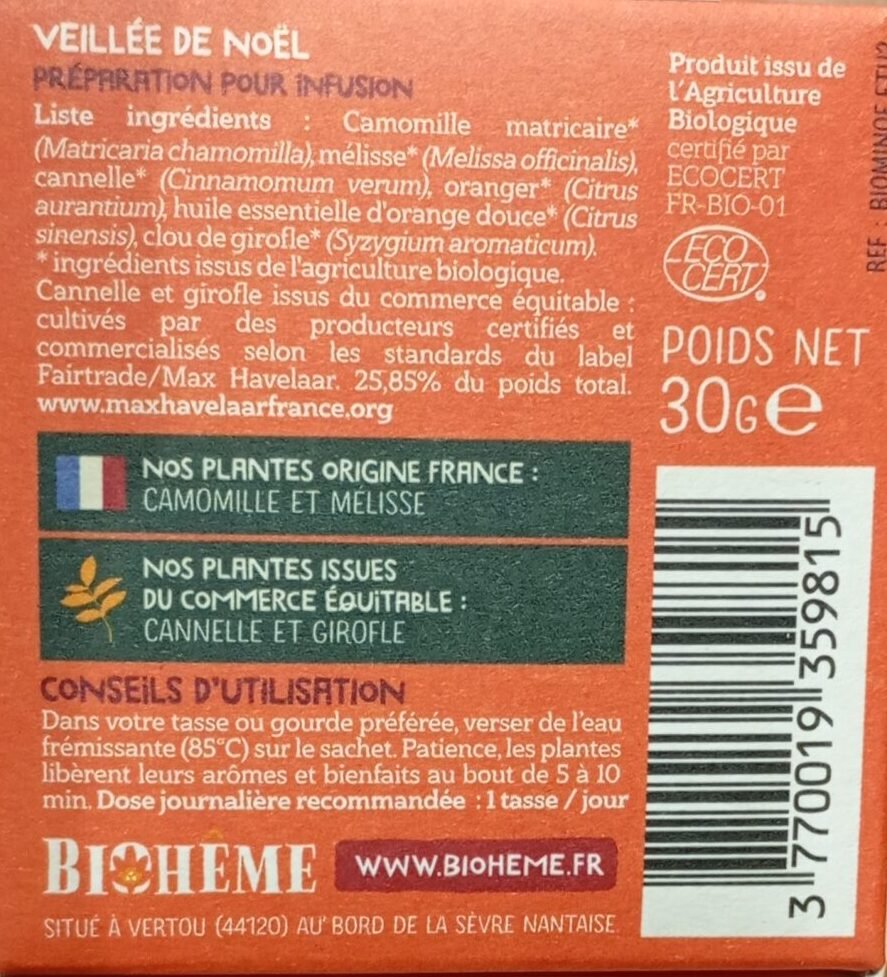 VEILLÉE DE NOËL
PRÉPARATION POUR INFUSION
Liste ingrédients : Camomille matricaire*
(Matricaria chamomilla), mélisse* (Melissa officinalis),
cannelle* (Cinnamomum verum), oranger* (Citrus
aurantium), huile essentielle d'orange douce* (Citrus
sinensis), clou de girofle* (Syzygium aromaticum).
* ingrédients issus de l'agriculture biologique.
Cannelle et girofle issus du commerce équitable :
cultivés par des producteurs certifiés et
commercialisés selon les standards du label
Fairtrade/Max Havelaar. 25,85% du poids total.
www.maxhavelaarfrance.org
NOS PLANTES ORIGINE FRANCE :
CAMOMILLE ET MÉLISSE
NOS PLANTES ISSUES
DU COMMERCE ÉQUITABLE :
CANNELLE ET GIROFLE
CONSEILS D'UTILISATION
Dans votre tasse ou gourde préférée, verser de l'eau
frémissante (85°C) sur le sachet. Patience, les plantes
libèrent leurs arômes et bienfaits au bout de 5 à 10
min. Dose journalière recommandée : 1 tasse / jour
BIOHÊME
WWW.BIOHEME.FR
SITUÉ À VERTOU (44120) AU BORD DE LA SÈVRE NANTAISE
Produit issu de
l'Agriculture
Biologique
certifié par
ECOCERT
FR-BIO-01
ECO
CERT
POIDS NET
30G e
3 770019 359815
REF :